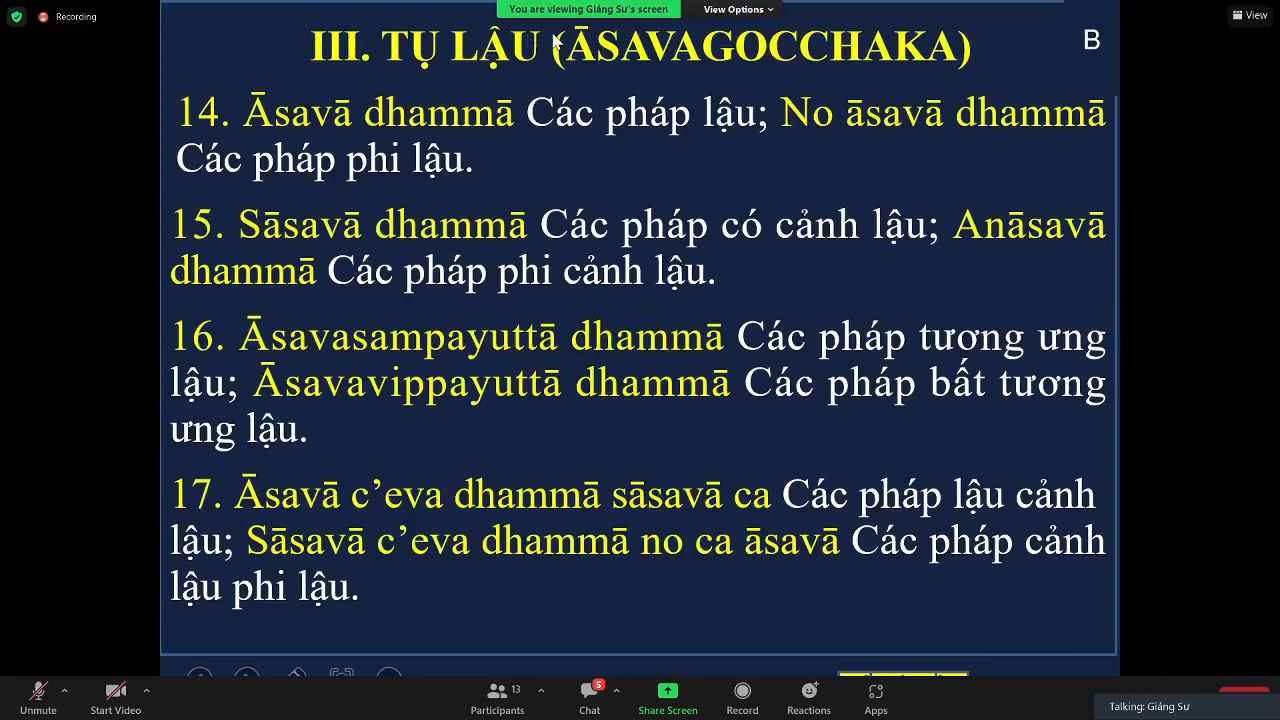 Recording
You are viewing Giảng Sư's screen
View Options
View
III. TỤ LẬU (ĀSAVAGOCCHAKA)
B
14. Āsavā dhammā Các pháp lậu; No āsavā dhammā
Các pháp phi lậu.
15. Sāsavā dhammā Các pháp có cảnh lậu; Anāsavā
dhammā Các pháp phi cảnh lậu.
16. Āsavasampayuttā dhammā Các pháp tương ưng
lậu; Āsavavippayuttā dhammā Các pháp bất tương
ưng lậu.
17. Āsavā c’eva dhammā sāsavā ca Các pháp lậu cảnh
lậu; Sāsavā c’eva dhammā no ca āsavā Các pháp cảnh
lậu phi lậu.
Unmute
Start Video
13
Participants
5
Chat
Share Screen
Record
Reactions
Apps
Talking: Giảng Sư